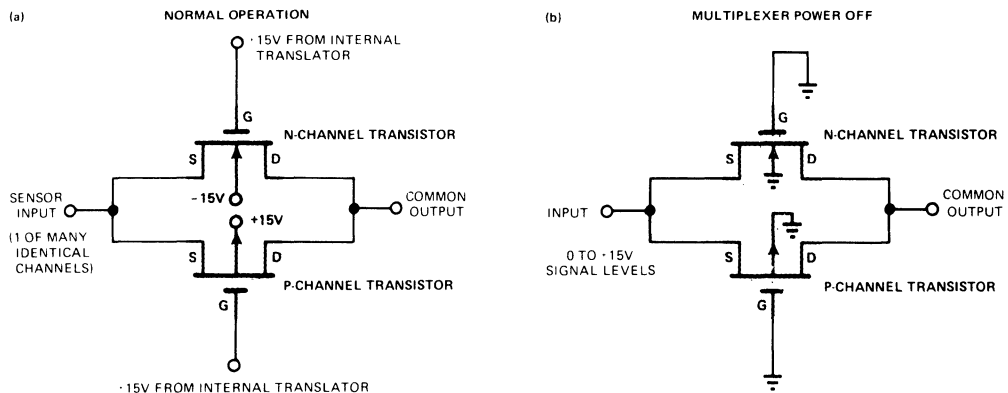 (a)
NORMAL OPERATION
·15V FROM INTERNAL
TRANSLATOR
G
N-CHANNEL TRANSISTOR
S
D
-15V
+15V
SENSOR
INPUT
(1 OF MANY
IDENTICAL
CHANNELS)
COMMON
OUTPUT
S
D
P-CHANNEL TRANSISTOR
G
·15V FROM INTERNAL TRANSLATOR
(b)
MULTIPLEXER POWER OFF
G
N-CHANNEL TRANSISTOR
S
D
INPUT
0 TO ·15V
SIGNAL LEVELS
COMMON
OUTPUT
S
D
P-CHANNEL TRANSISTOR
G